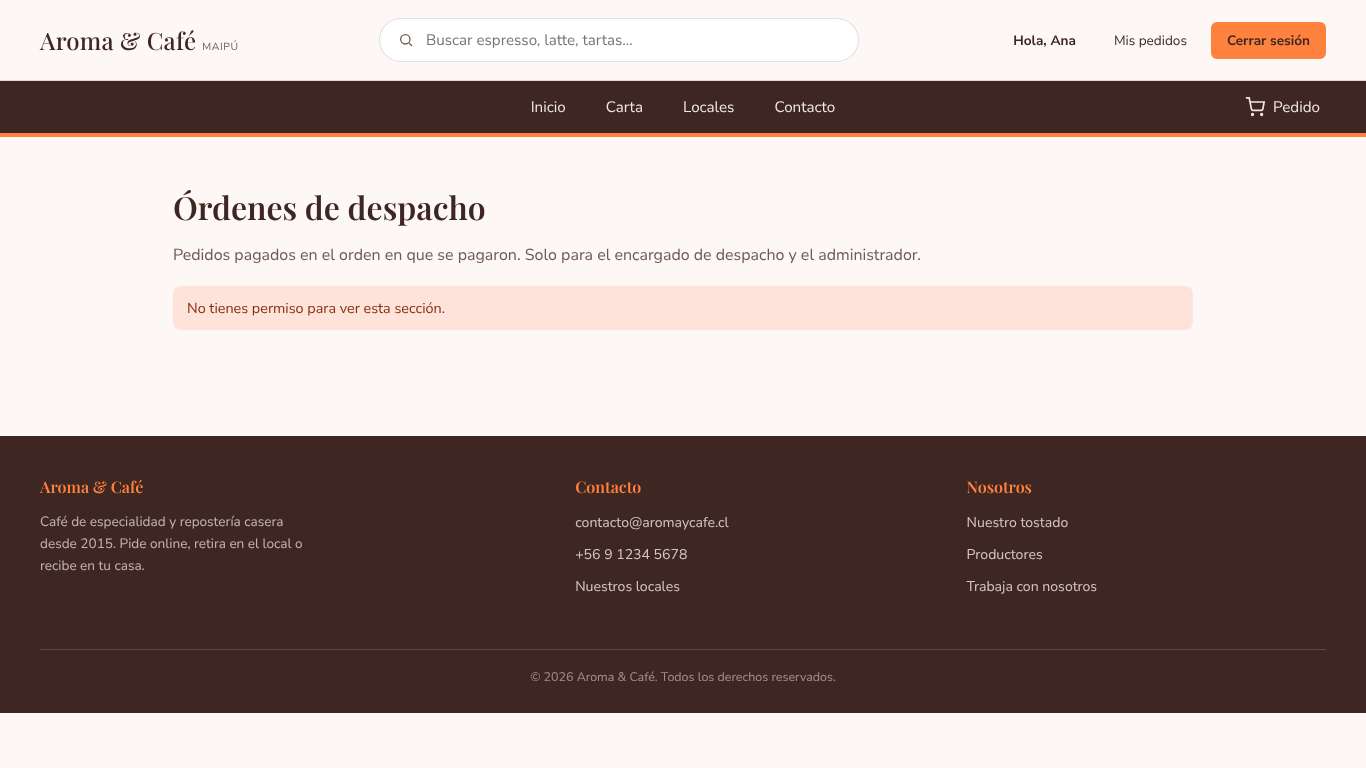 Aroma & Café MAIPÚ
Buscar espresso, latte, tartas...
Hola, Ana
Mis pedidos
Cerrar sesión
Inicio
Carta
Locales
Contacto
Pedido
Órdenes de despacho
Pedidos pagados en el orden en que se pagaron. Solo para el encargado de despacho y el administrador.
No tienes permiso para ver esta sección.
Aroma & Café
Café de especialidad y repostería casera
desde 2015. Pide online, retira en el local o
recibe en tu casa.
Contacto
contacto@aromaycafe.cl
+56 9 1234 5678
Nuestros locales
Nosotros
Nuestro tostado
Productores
Trabaja con nosotros
© 2026 Aroma & Café. Todos los derechos reservados.